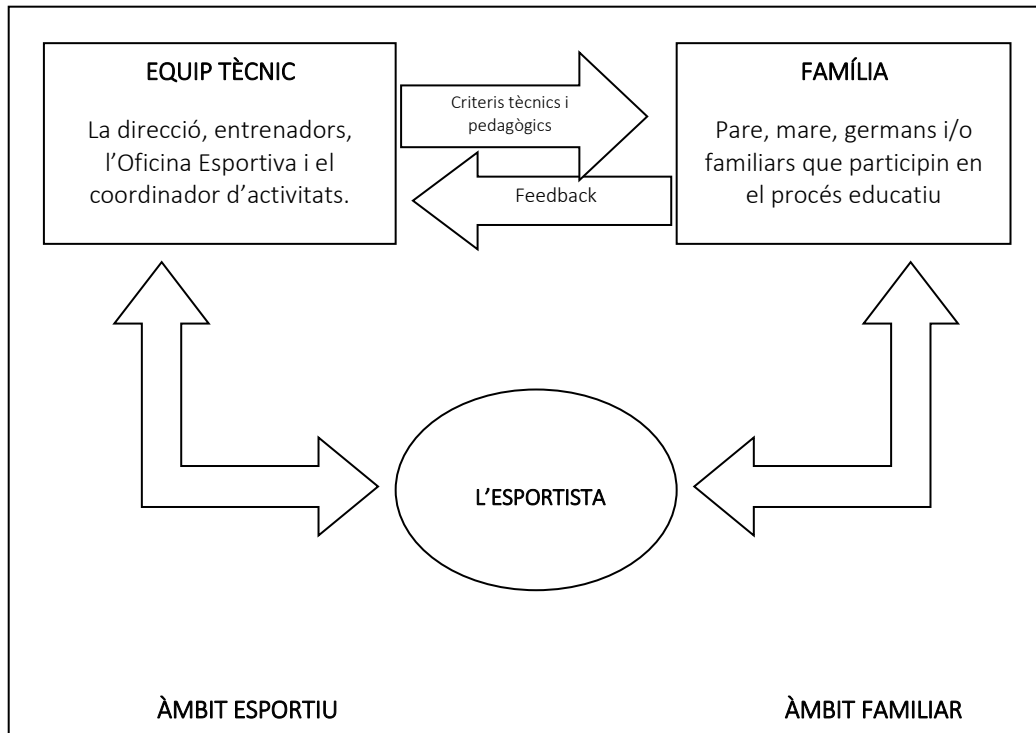 EQUIP TÈCNIC
La direcció, entrenadors,
l’Oficina Esportiva i el
coordinador d’activitats.
Criteris tècnics i
pedagògics
Feedback
FAMÍLIA
Pare, mare, germans i/o
familiars que participin en
el procés educatiu
L’ESPORTISTA
ÀMBIT ESPORTIU
ÀMBIT FAMILIAR